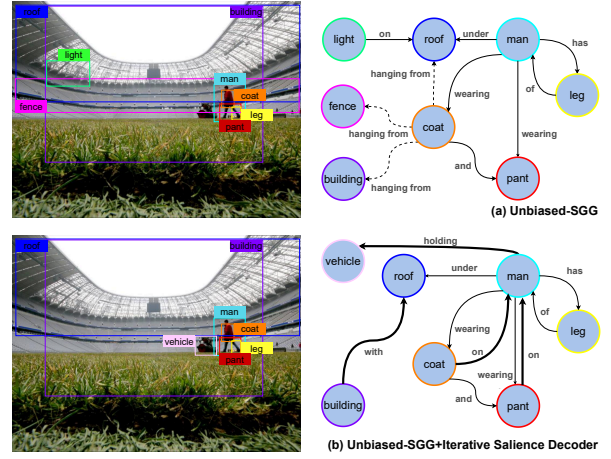 roof
building
light
man
coat
fence
leg
pant
light
on
roof
under
man
has
hanging from
wearing
of
leg
fence
hanging from
coat
wearing
and
building
hanging from
pant
(a) Unbiased-SGG
roof
building
man
coat
vehicle
leg
pant
holding
vehicle
roof
under
man
has
of
wearing
on
leg
with
coat
wearing
on
and
building
pant
(b) Unbiased-SGG+Iterative Salience Decoder